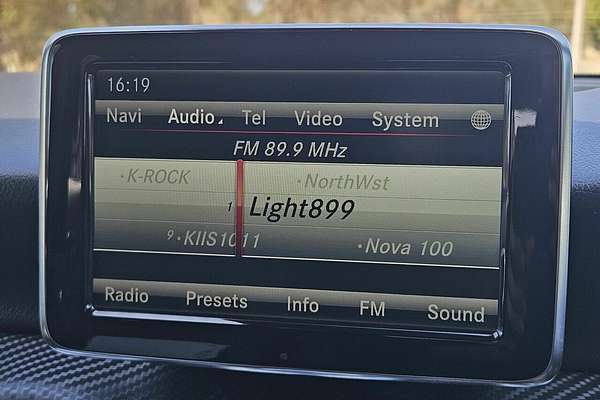 16:19
Navi Audio Tel Video System
FM 89.9 MHz
·K-ROCK ·NorthWst
1 Light899
9·KIIS1011 ·Nova 100
Radio Presets Info FM Sound